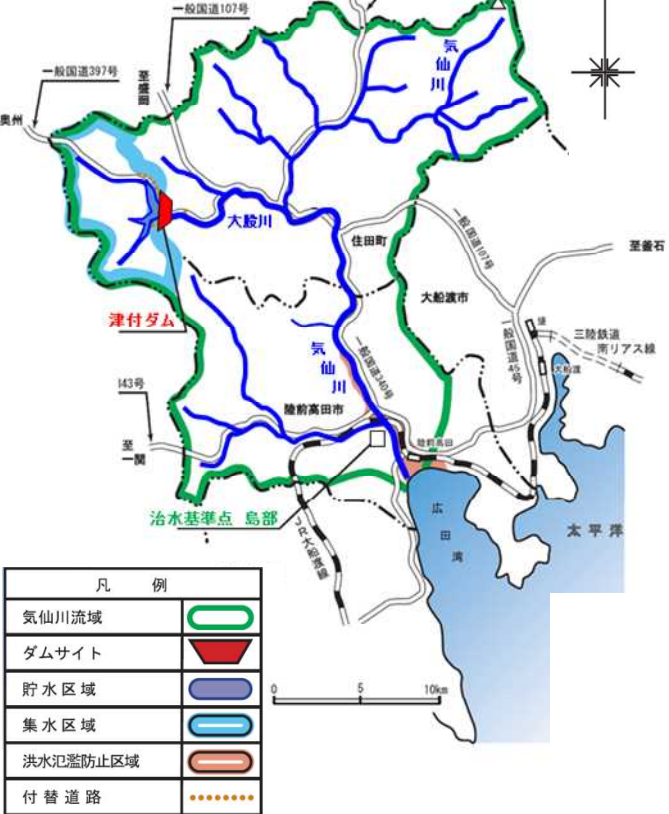 一般国道107号
一般国道397号
至盛岡
奥州
気仙川
大股川
住田町
一般国道107号
至釜石
大船渡市
津付ダム
三陸鉄道
南リアス線
盛
一般国道45号
大船渡
気仙川
一般国道340号
343号
陸前高田市
至一関
陸前高田
治水基準点 島部
JR大船渡線
広田湾
太平洋
凡 例
気仙川流域
ダムサイト
貯水区域
集水区域
洪水氾濫防止区域
付替道路
0 5 10km